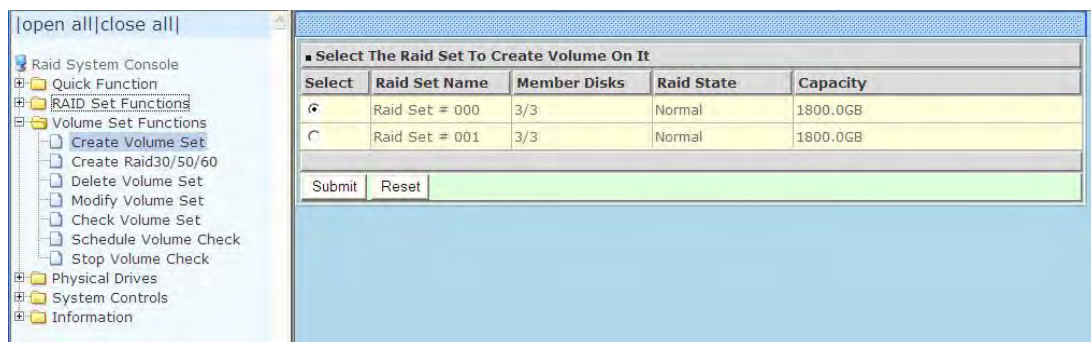 |open all|close all|
Raid System Console
Quick Function
RAID Set Functions
Volume Set Functions
Create Volume Set
Create Raid30/50/60
Delete Volume Set
Modify Volume Set
Check Volume Set
Schedule Volume Check
Stop Volume Check
Physical Drives
System Controls
Information
Select The Raid Set To Create Volume On It
Select Raid Set Name Member Disks Raid State Capacity
Raid Set # 000 3/3 Normal 1800.0GB
Raid Set # 001 3/3 Normal 1800.0GB
Submit Reset